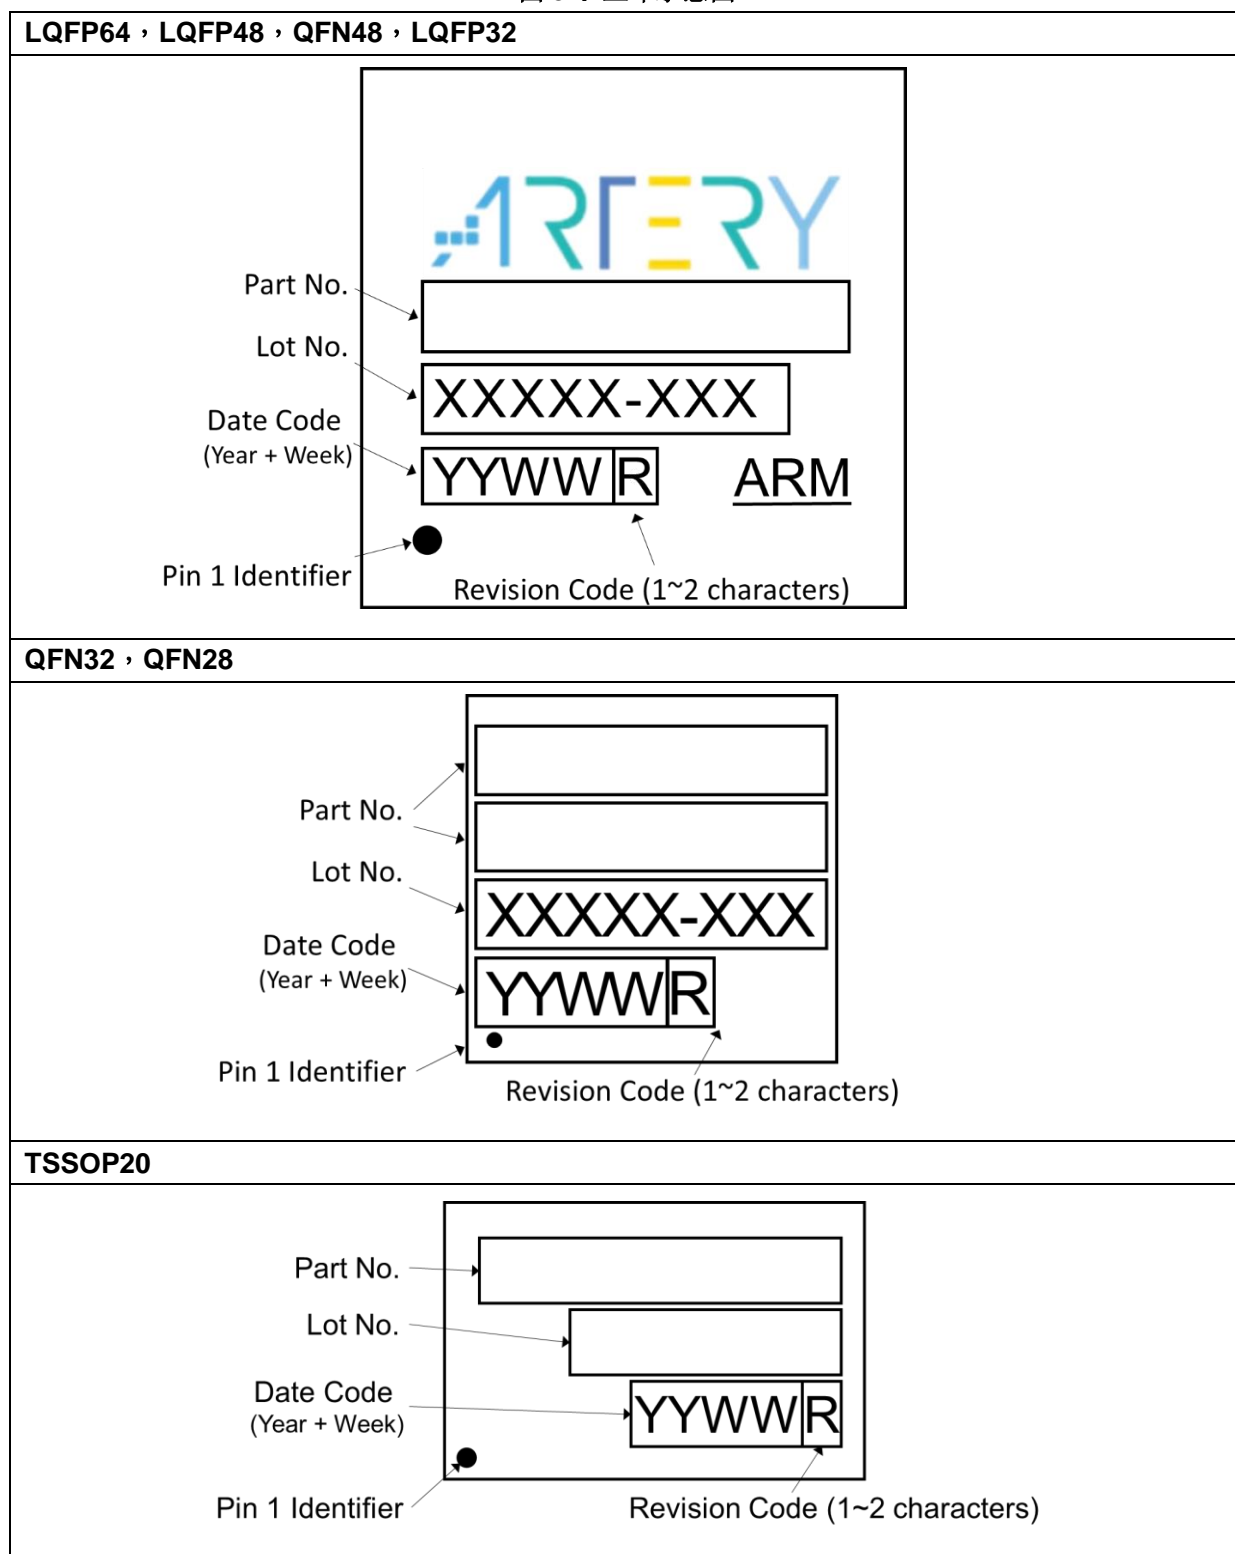 LQFP64，LQFP48，QFN48，LQFP32
ARTERY
Part No.
Lot No.
XXXXX-XXX
Date Code
(Year + Week)
YYWW R
ARM
Pin 1 Identifier
Revision Code (1~2 characters)
QFN32，QFN28
Part No.
Lot No.
XXXXX-XXX
Date Code
(Year + Week)
YYWW R
Pin 1 Identifier
Revision Code (1~2 characters)
TSSOP20
Part No.
Lot No.
Date Code
(Year + Week)
YYWW R
Pin 1 Identifier
Revision Code (1~2 characters)